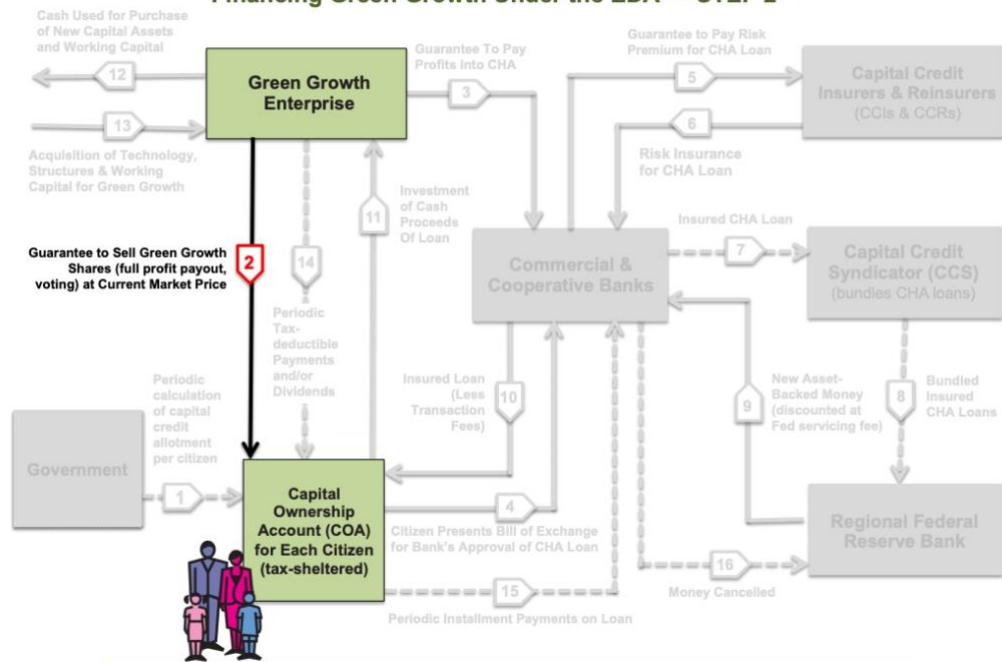 Cash Used for Purchase
of New Capital Assets
and Working Capital
12
13
Acquisition of Technology,
Structures & Working
Capital for Green Growth
Green Growth
Enterprise
Guarantee To Pay
Profits Into CHA
3
Guarantee to Pay Risk
Premium for CHA Loan
5
6
Risk Insurance
for CHA Loan
Capital Credit
Insurers & Reinsurers
(CCIs & CCRs)
Guarantee to Sell Green Growth
Shares (full profit payout,
voting) at Current Market Price
2
14
Periodic
Tax-
deductible
Payments
and/or
Dividends
11
Investment
of Cash
Proceeds
Of Loan
Commercial &
Cooperative Banks
Insured CHA Loan
7
Capital Credit
Syndicator (CCS)
(bundles CHA loans)
Periodic
calculation
of capital
credit
allotment
per citizen
Insured Loan
(Less
Transaction
Fees)
10
9
New Asset-
Backed Money
(discounted at
Fed servicing fee)
8
Bundled
Insured
CHA Loans
Government
1
Capital
Ownership
Account (COA)
for Each Citizen
(tax-sheltered)
4
Citizen Presents Bill of Exchange
for Bank's Approval of CHA Loan
15
Periodic Installment Payments on Loan
16
Money Cancelled
Regional Federal
Reserve Bank